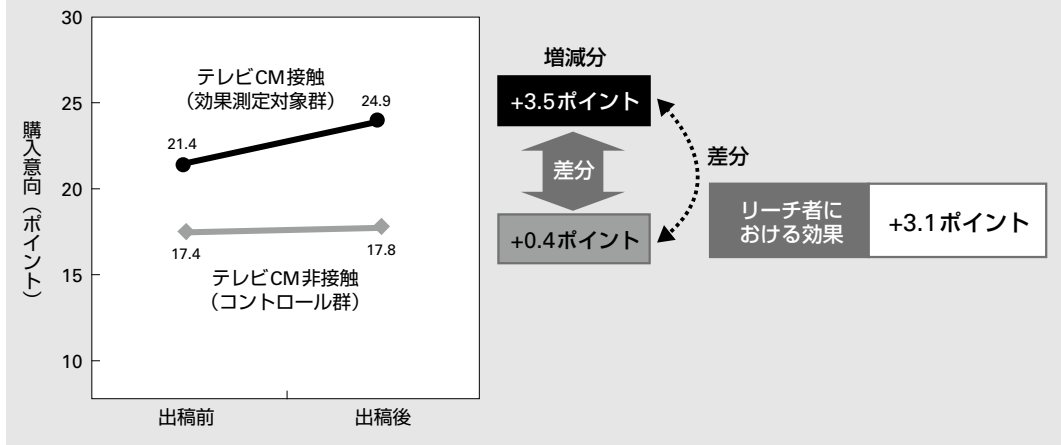 30
25
20
15
10
購入意向（ポイント）
テレビCM接触
（効果測定対象群）
21.4
24.9
17.4
17.8
テレビCM非接触
（コントロール群）
出稿前
出稿後
増減分
+3.5ポイント
差分
+0.4ポイント
差分
リーチ者に
おける効果
+3.1ポイント